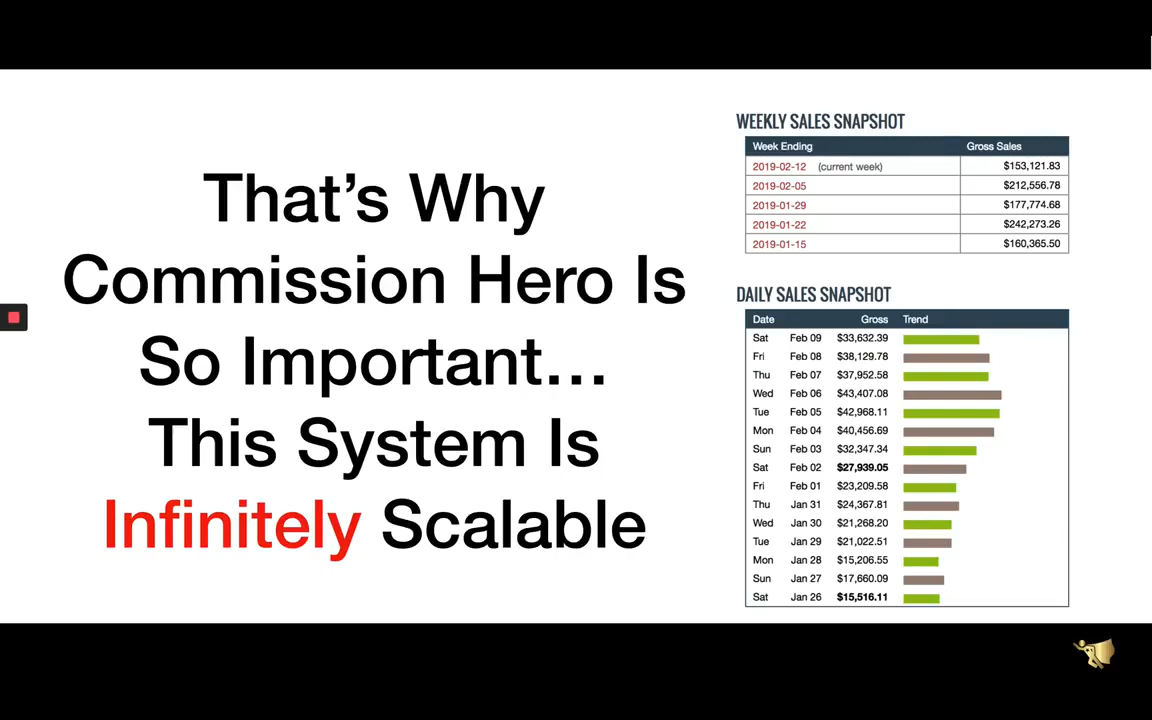 That's Why
Commission Hero Is
So Important...
This System Is
Infinitely Scalable
WEEKLY SALES SNAPSHOT
Week Ending Gross Sales
2019-02-12 (current week) $153,121.83
2019-02-05 $212,556.78
2019-01-29 $177,774.68
2019-01-22 $242,273.26
2019-01-15 $160,365.50
DAILY SALES SNAPSHOT
Date Gross Trend
Sat Feb 09 $33,632.39
Fri Feb 08 $38,129.78
Thu Feb 07 $37,952.58
Wed Feb 06 $43,407.08
Tue Feb 05 $42,968.11
Mon Feb 04 $40,456.69
Sun Feb 03 $32,347.34
Sat Feb 02 $27,939.05
Fri Feb 01 $23,209.58
Thu Jan 31 $24,367.81
Wed Jan 30 $21,268.20
Tue Jan 29 $21,022.51
Mon Jan 28 $15,206.55
Sun Jan 27 $17,660.09
Sat Jan 26 $15,516.11